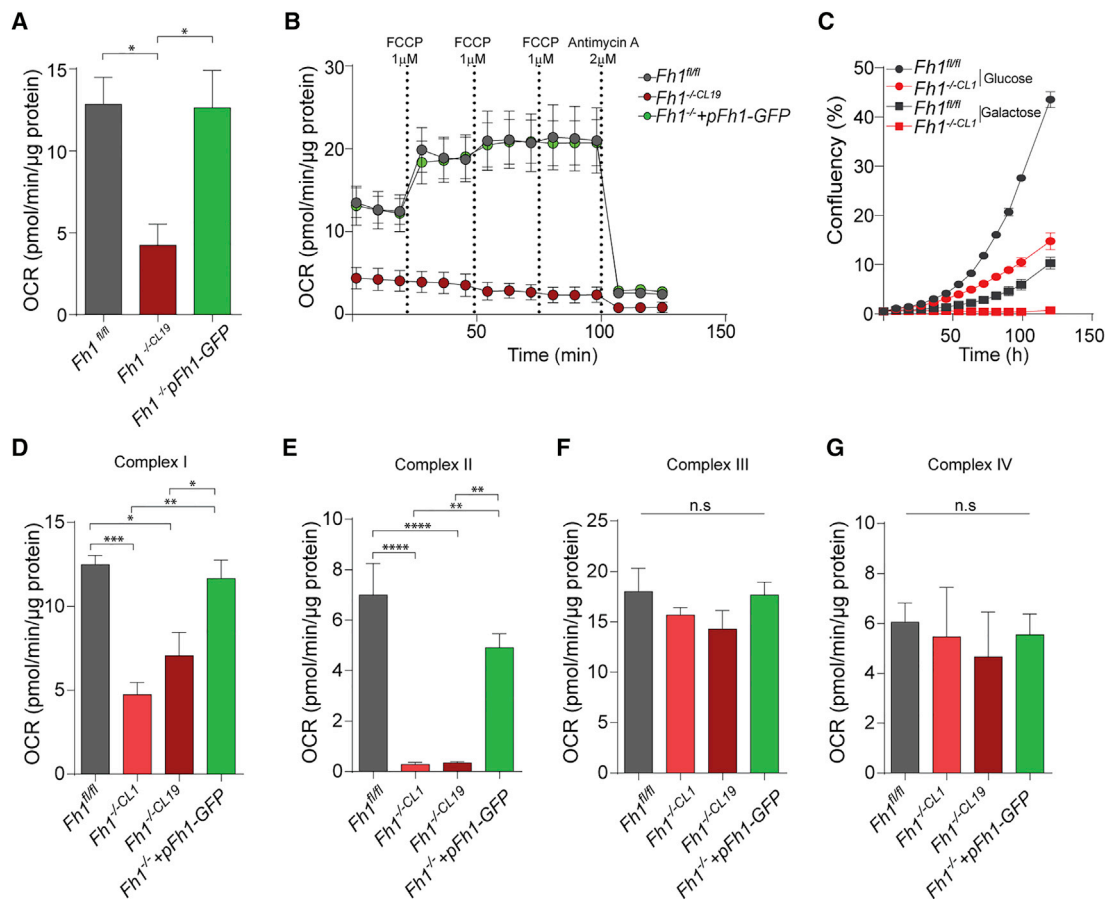 A
*
*
OCR (pmol/min/µg protein)
15
10
5
0
Fh1 fl/fl
Fh1 -/-CL19
Fh1 -/-pFh1-GFP
B
FCCP
1µM
FCCP
1µM
FCCP
1µM
Antimycin A
2µM
OCR (pmol/min/µg protein)
30
20
10
0
50
100
150
Time (min)
Fh1fl/fl
Fh1-/-CL19
Fh1-/-+pFh1-GFP
C
Confluency (%)
50
40
30
20
10
0
50
100
150
Time (h)
Fh1fl/fl
Fh1-/-CL1
Glucose
Fh1fl/fl
Fh1-/-CL1
Galactose
D
Complex I
*
**
*
***
OCR (pmol/min/µg protein)
15
10
5
0
Fh1fl/fl
Fh1-/-CL1
Fh1-/-CL19
Fh1-/-+pFh1-GFP
E
Complex II
**
**
****
****
OCR (pmol/min/µg protein)
10
8
6
4
2
0
Fh1fl/fl
Fh1-/-CL1
Fh1-/-CL19
Fh1-/-+pFh1-GFP
F
Complex III
n.s
OCR (pmol/min/µg protein)
25
20
15
10
5
0
Fh1fl/fl
Fh1-/-CL1
Fh1-/-CL19
Fh1-/-+pFh1-GFP
G
Complex IV
n.s
OCR (pmol/min/µg protein)
10
8
6
4
2
0
Fh1fl/fl
Fh1-/-CL1
Fh1-/-CL19
Fh1-/-+pFh1-GFP